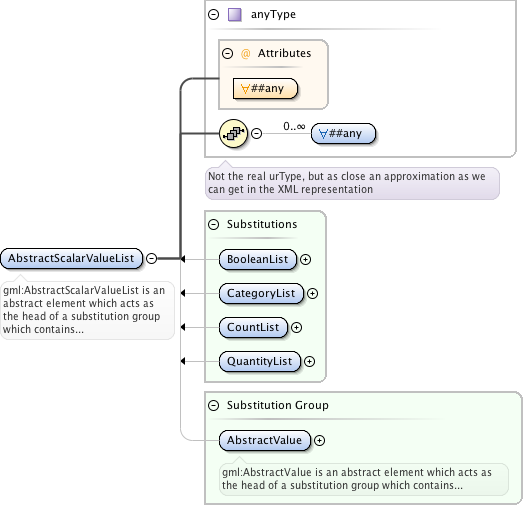 anyType
@ Attributes
∀##any
0..∞
∀##any
Not the real urType, but as close an approximation as we
can get in the XML representation
Substitutions
AbstractScalarValueList
BooleanList
gml:AbstractScalarValueList is an
abstract element which acts as
the head of a substitution group
which contains...
CategoryList
CountList
QuantityList
Substitution Group
AbstractValue
gml:AbstractValue is an abstract element which acts as
the head of a substitution group which contains...